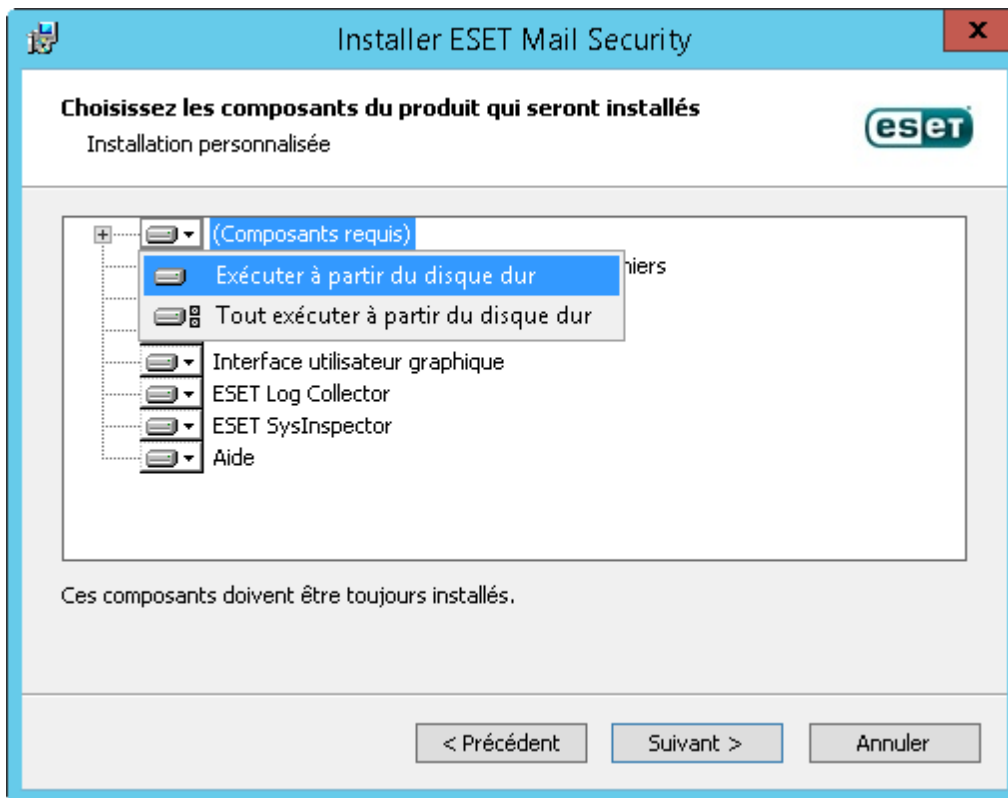 Installer ESET Mail Security
x
Choisissez les composants du produit qui seront installés
Installation personnalisée
eseT
(Composants requis)
Exécuter à partir du disque dur
Tout exécuter à partir du disque dur
Interface utilisateur graphique
ESET Log Collector
ESET SysInspector
Aide
Ces composants doivent être toujours installés.
< Précédent
Suivant >
Annuler